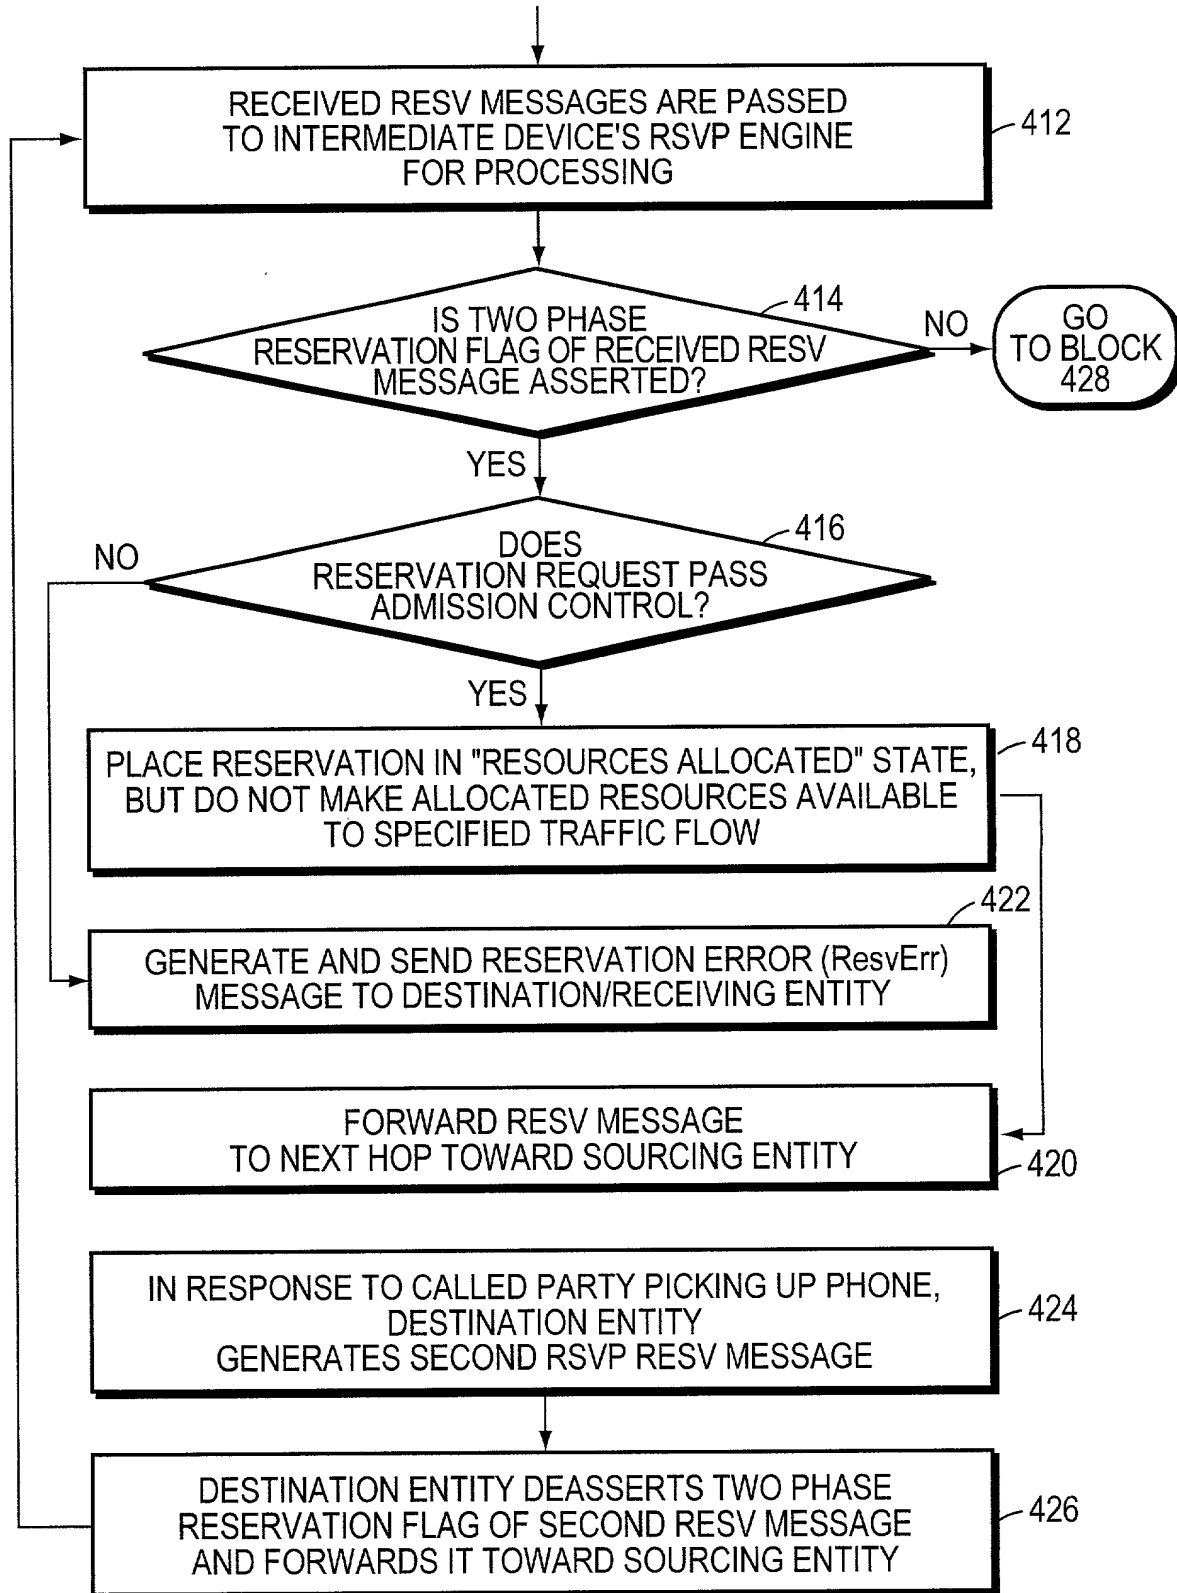 RECEIVED RESV MESSAGES ARE PASSED
TO INTERMEDIATE DEVICE'S RSVP ENGINE
FOR PROCESSING
412
IS TWO PHASE
RESERVATION FLAG OF RECEIVED RESV
MESSAGE ASSERTED?
414
NO
GO
TO BLOCK
428
YES
DOES
RESERVATION REQUEST PASS
ADMISSION CONTROL?
416
NO
YES
PLACE RESERVATION IN "RESOURCES ALLOCATED" STATE,
BUT DO NOT MAKE ALLOCATED RESOURCES AVAILABLE
TO SPECIFIED TRAFFIC FLOW
418
422
GENERATE AND SEND RESERVATION ERROR (ResvErr)
MESSAGE TO DESTINATION/RECEIVING ENTITY
FORWARD RESV MESSAGE
TO NEXT HOP TOWARD SOURCING ENTITY
420
IN RESPONSE TO CALLED PARTY PICKING UP PHONE,
DESTINATION ENTITY
GENERATES SECOND RSVP RESV MESSAGE
424
DESTINATION ENTITY DEASSERTS TWO PHASE
RESERVATION FLAG OF SECOND RESV MESSAGE
AND FORWARDS IT TOWARD SOURCING ENTITY
426